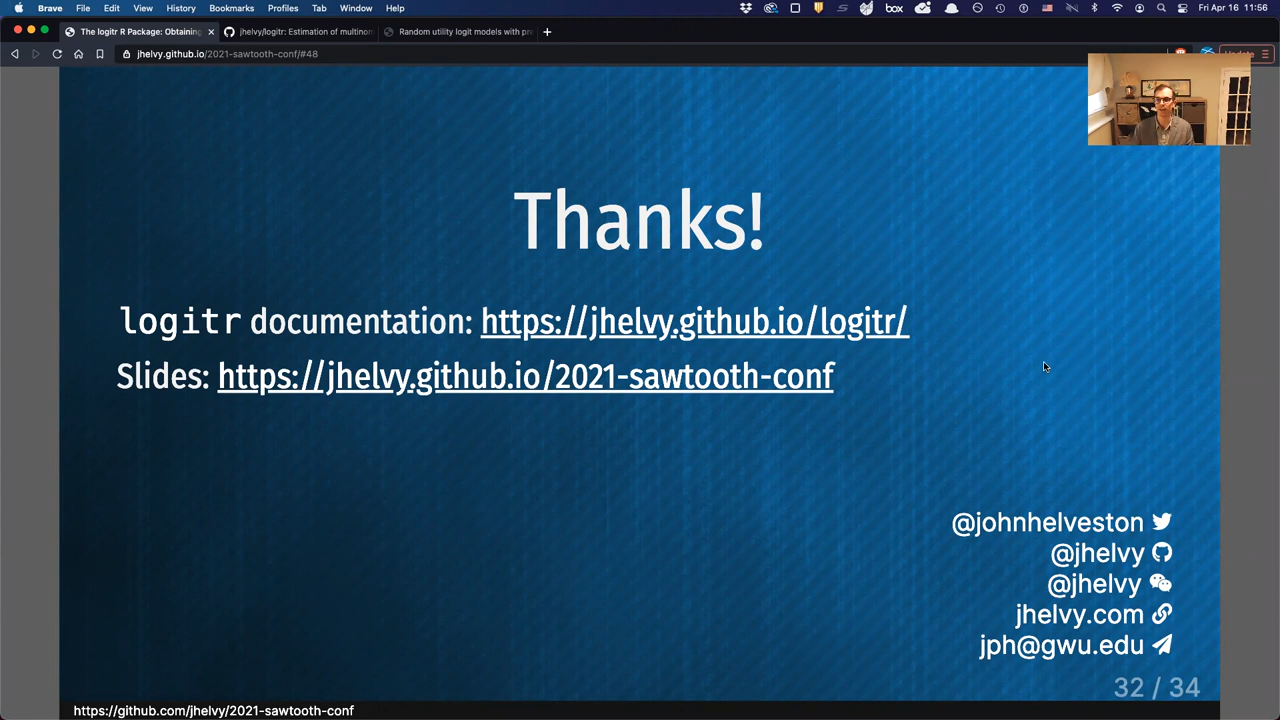 Brave File Edit View History Bookmarks Profiles Tab Window Help
box
Fri Apr 16 11:56
The logitr R Package: Obtaining
jhelvy/logitr: Estimation of multinom
Random utility logit models with pr
jhelvy.github.io/2021-sawtooth-conf/#48
Update
Thanks!
logitr documentation: https://jhelvy.github.io/logitr/
Slides: https://jhelvy.github.io/2021-sawtooth-conf
@johnhelveston
@jhelvy
@jhelvy
jhelvy.com
jph@gwu.edu
32 / 34
https://github.com/jhelvy/2021-sawtooth-conf